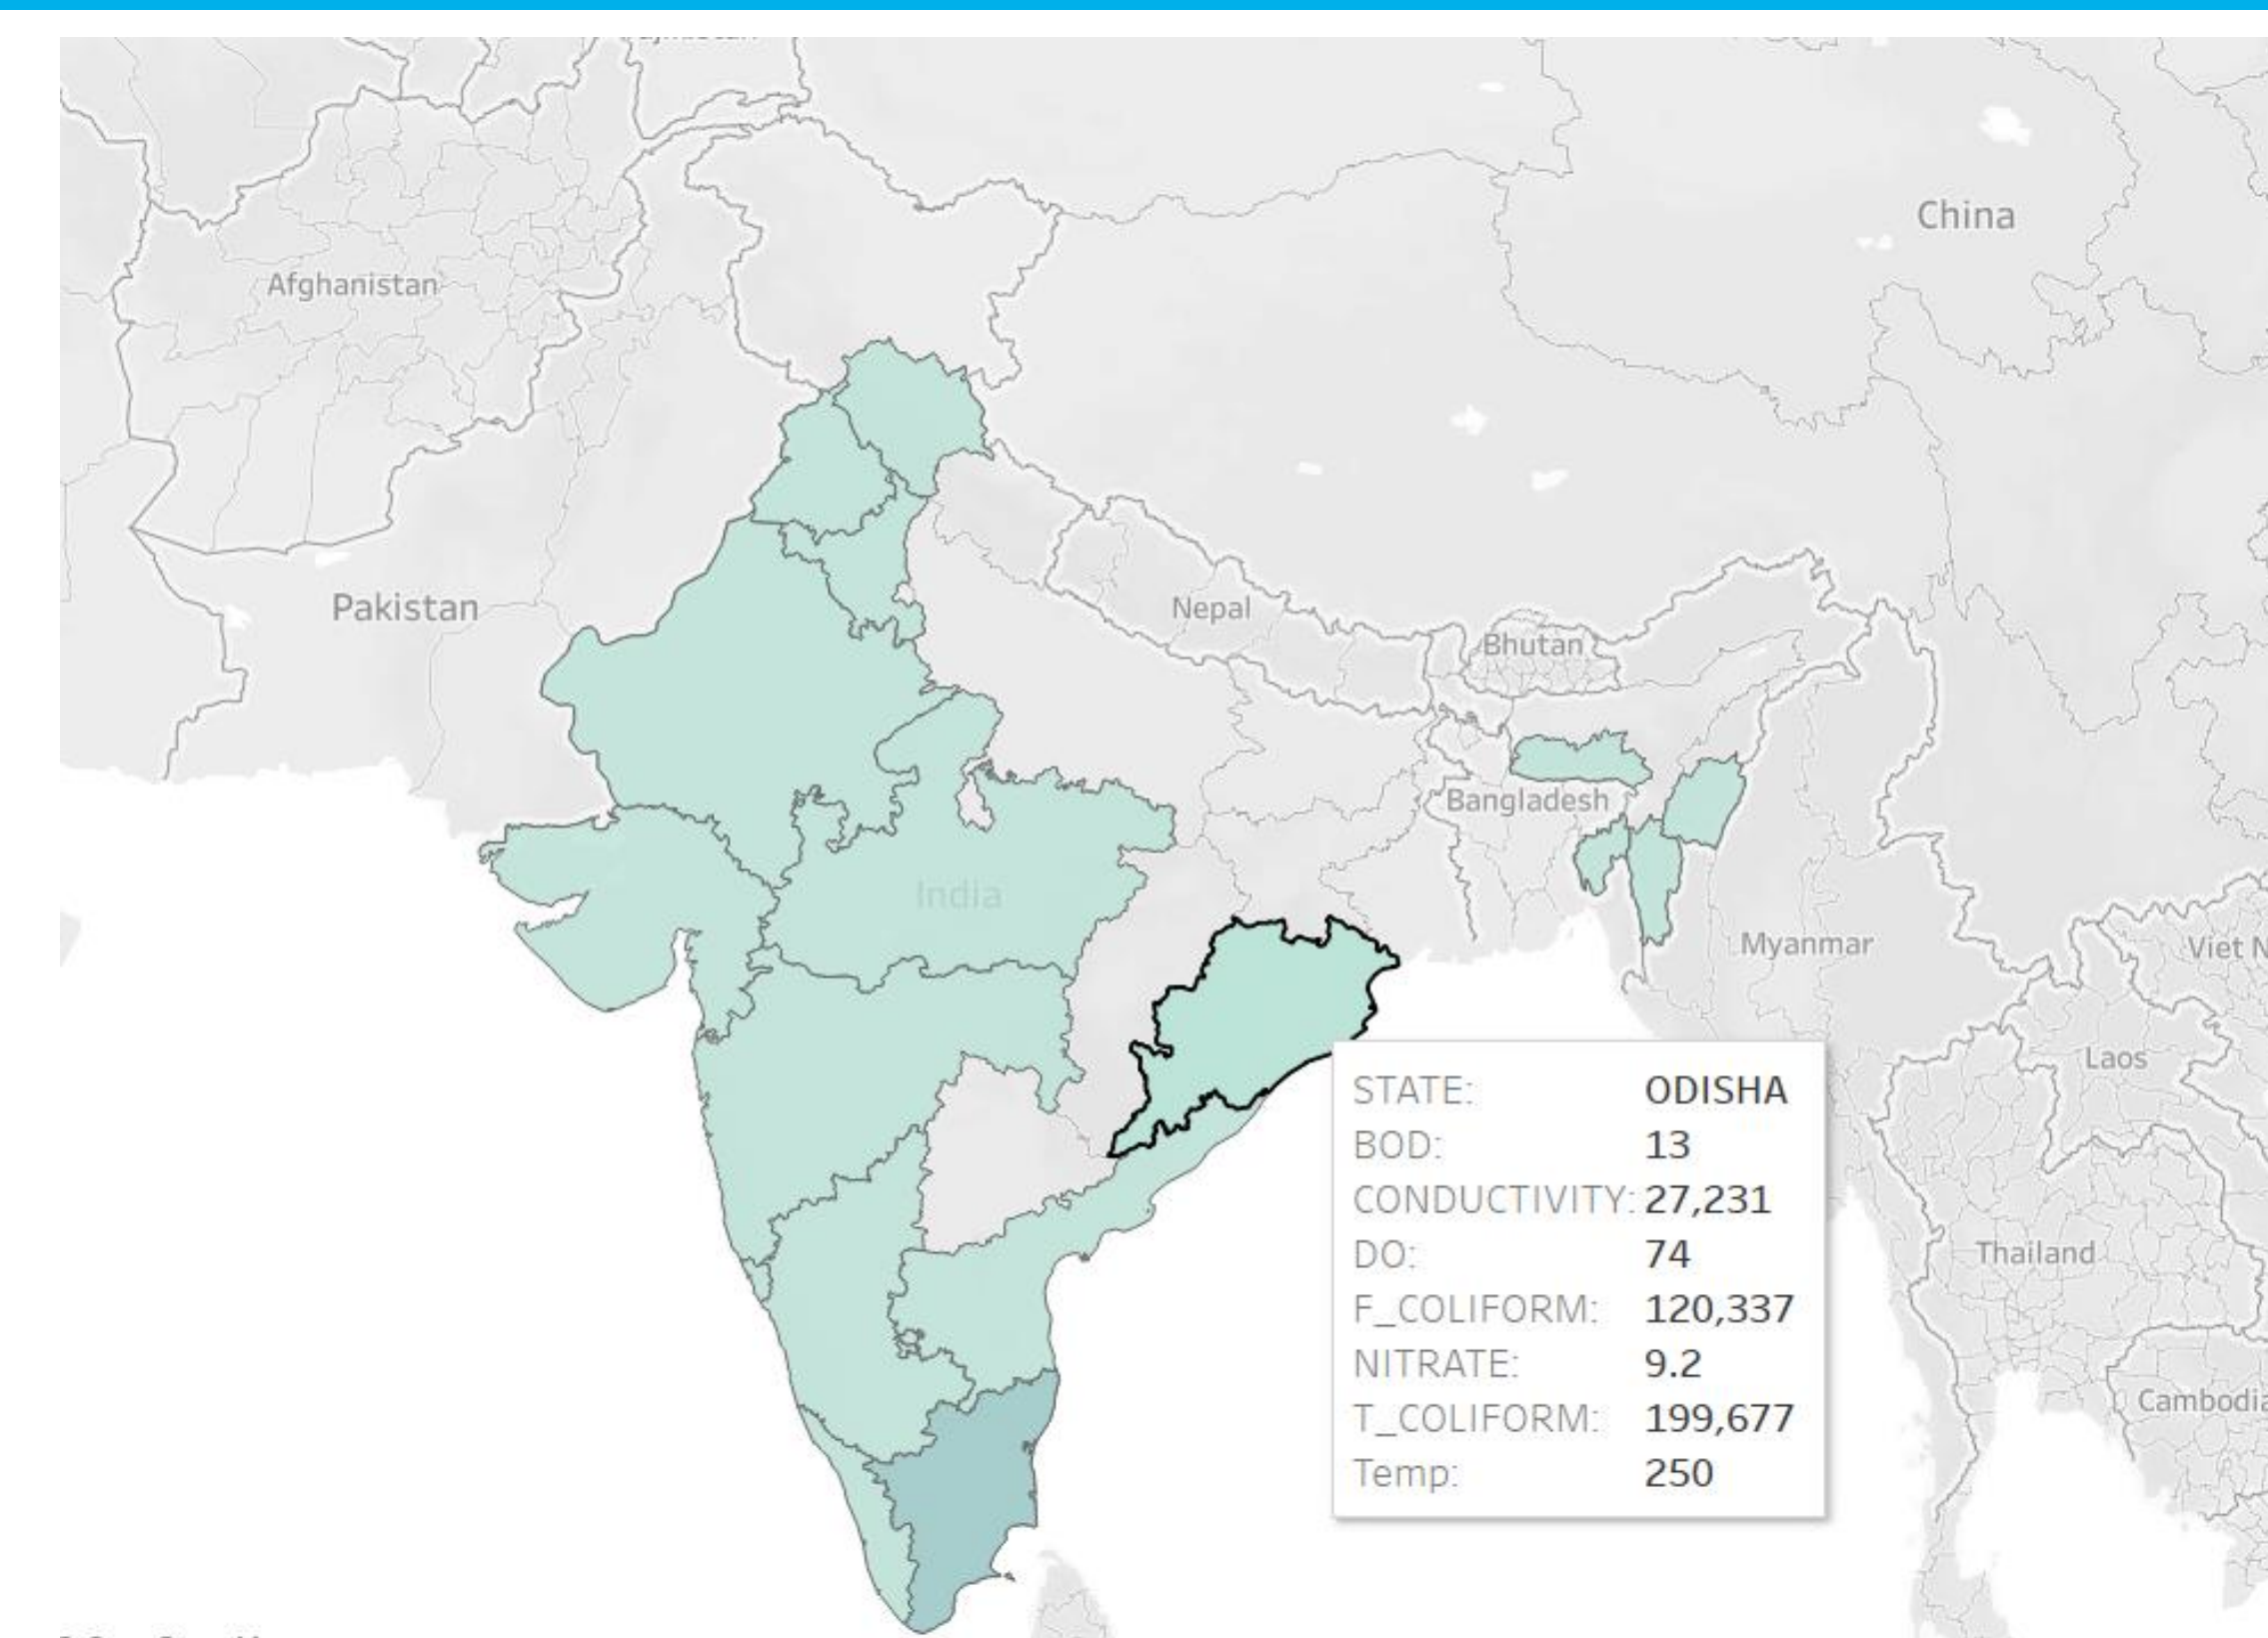 China
Afghanistan
Pakistan
Nepal
Bhutan
Bangladesh
India
Myanmar
Viet N
Laos
STATE: ODISHA
BOD: 13
CONDUCTIVITY: 27,231
DO: 74
F_COLIFORM: 120,337
NITRATE: 9.2
T_COLIFORM: 199,677
Temp: 250
Thailand
Cambodia